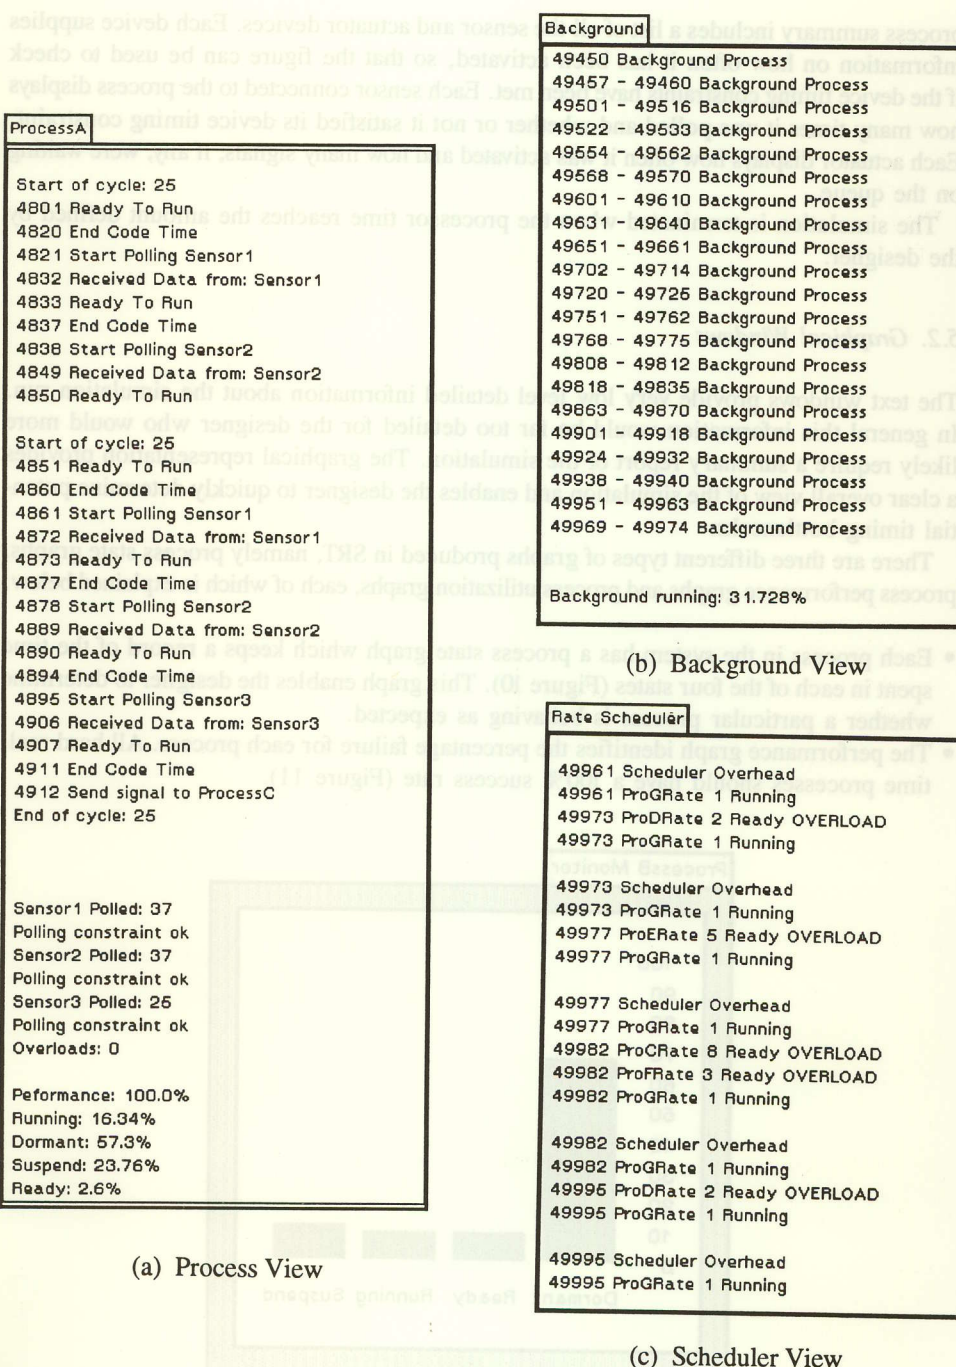 ProcessA
Start of cycle: 25
4801 Ready To Run
4820 End Code Time
4821 Start Polling Sensor1
4832 Received Data from: Sensor1
4833 Ready To Run
4837 End Code Time
4838 Start Polling Sensor2
4849 Received Data from: Sensor2
4850 Ready To Run
Start of cycle: 25
4851 Ready To Run
4860 End Code Time
4861 Start Polling Sensor1
4872 Received Data from: Sensor1
4873 Ready To Run
4877 End Code Time
4878 Start Polling Sensor2
4889 Received Data from: Sensor2
4890 Ready To Run
4894 End Code Time
4895 Start Polling Sensor3
4906 Received Data from: Sensor3
4907 Ready To Run
4911 End Code Time
4912 Send signal to ProcessC
End of cycle: 25
Sensor1 Polled: 37
Polling constraint ok
Sensor2 Polled: 37
Polling constraint ok
Sensor3 Polled: 25
Polling constraint ok
Overloads: 0
Peformance: 100.0%
Running: 16.34%
Dormant: 57.3%
Suspend: 23.76%
Ready: 2.6%
(a) Process View
Background
49450 Background Process
49457 - 49460 Background Process
49501 - 49516 Background Process
49522 - 49533 Background Process
49554 - 49562 Background Process
49568 - 49570 Background Process
49601 - 49610 Background Process
49631 - 49640 Background Process
49651 - 49661 Background Process
49702 - 49714 Background Process
49720 - 49725 Background Process
49751 - 49762 Background Process
49768 - 49775 Background Process
49808 - 49812 Background Process
49818 - 49835 Background Process
49863 - 49870 Background Process
49901 - 49918 Background Process
49924 - 49932 Background Process
49938 - 49940 Background Process
49951 - 49963 Background Process
49969 - 49974 Background Process
Background running: 31.728%
(b) Background View
Rate Scheduler
49961 Scheduler Overhead
49961 ProGRate 1 Running
49973 ProDRate 2 Ready OVERLOAD
49973 ProGRate 1 Running
49973 Scheduler Overhead
49973 ProGRate 1 Running
49977 ProERate 5 Ready OVERLOAD
49977 ProGRate 1 Running
49977 Scheduler Overhead
49977 ProGRate 1 Running
49982 ProCRate 8 Ready OVERLOAD
49982 ProFRate 3 Ready OVERLOAD
49982 ProGRate 1 Running
49982 Scheduler Overhead
49982 ProGRate 1 Running
49995 ProDRate 2 Ready OVERLOAD
49995 ProGRate 1 Running
49995 Scheduler Overhead
49995 ProGRate 1 Running
(c) Scheduler View